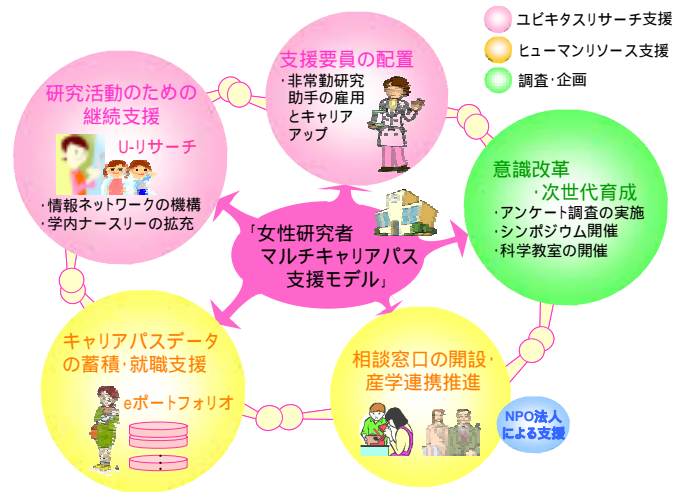 ユビキタスリサーチ支援
ヒューマンリソース支援
調査・企画
支援要員の配置
・非常勤研究
助手の雇用
とキャリア
アップ
研究活動のための
継続支援
U-リサーチ
・情報ネットワークの機構
・学内ナースリーの拡充
意識改革
・次世代育成
・アンケート調査の実施
・シンポジウム開催
・科学教室の開催
「女性研究者
マルチキャリアパス
支援モデル」
キャリアパスデータ
の蓄積・就職支援
eポートフォリオ
相談窓口の開設・
産学連携推進
NPO法人
による支援